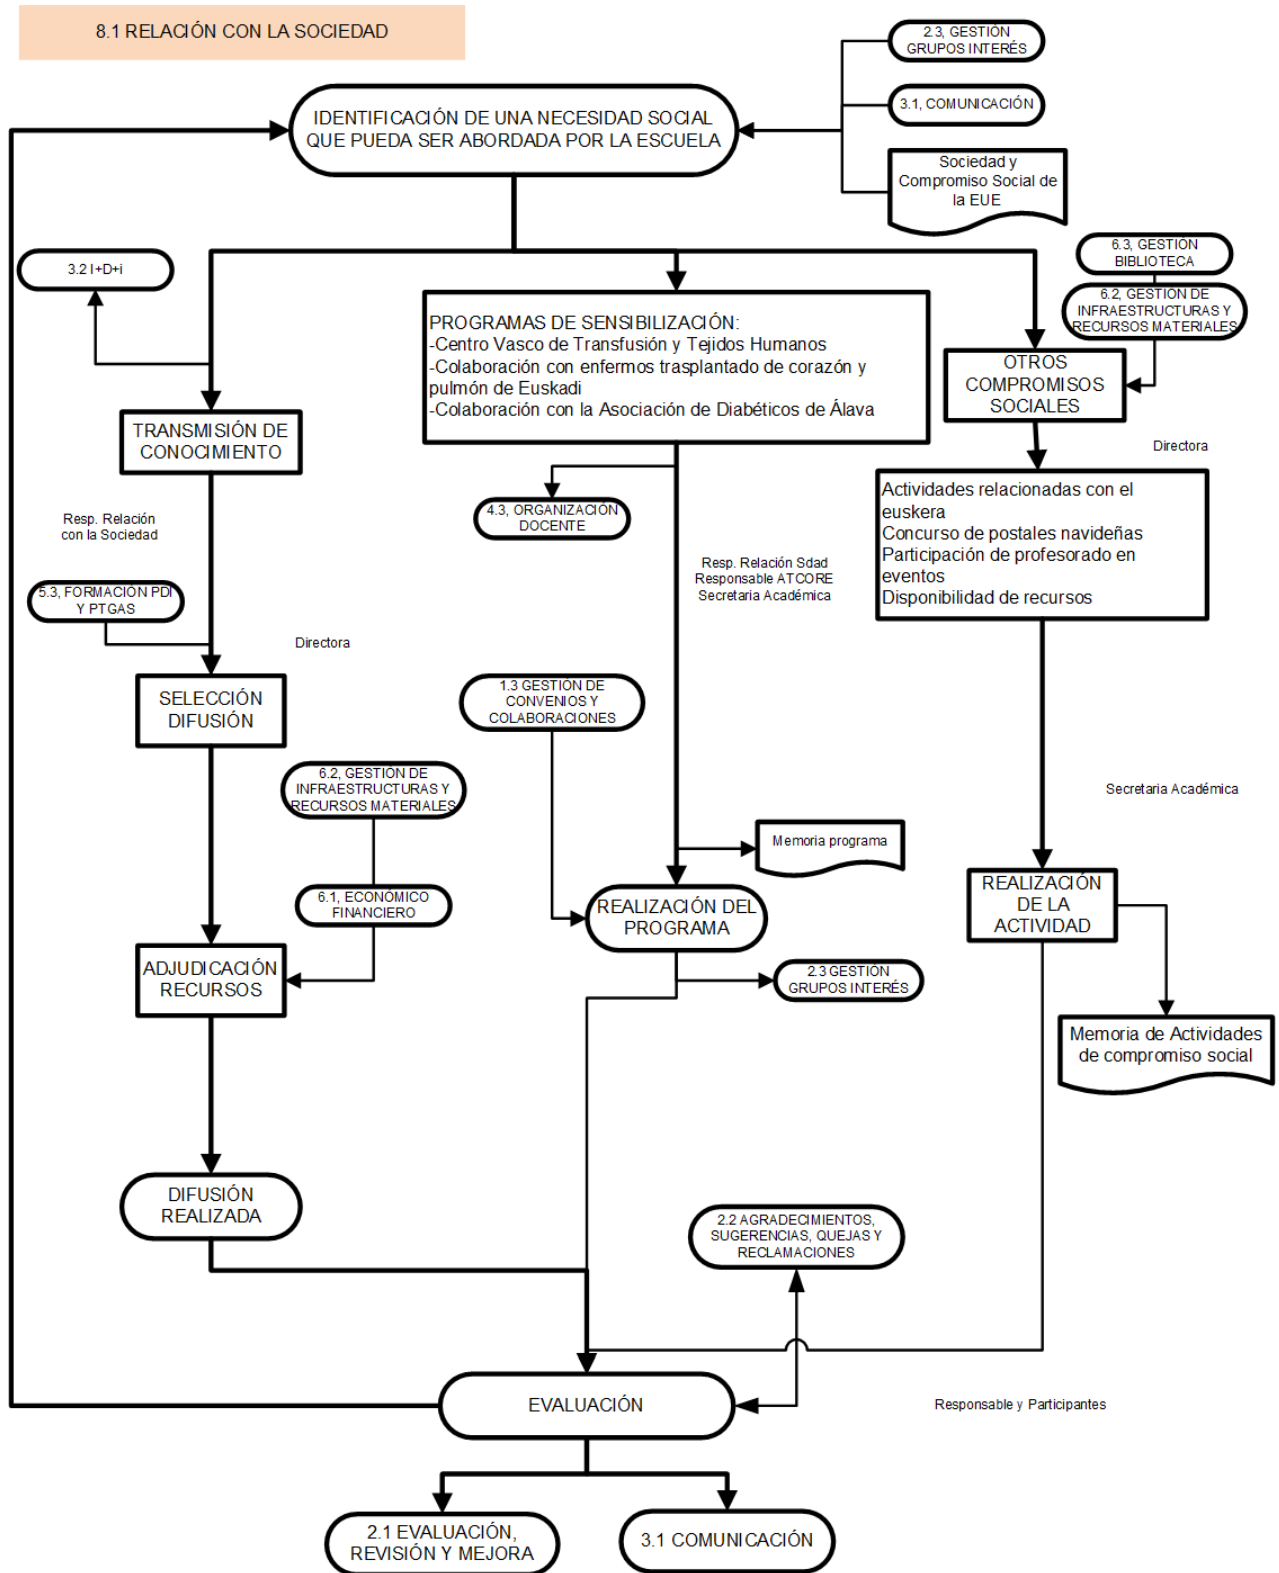 8.1 RELACIÓN CON LA SOCIEDAD
2.3, GESTIÓN
GRUPOS INTERÉS
3.1, COMUNICACIÓN
Sociedad y
Compromiso Social de
la EUE
IDENTIFICACIÓN DE UNA NECESIDAD SOCIAL
QUE PUEDA SER ABORDADA POR LA ESCUELA
3.2 I+D+i
6.3, GESTIÓN
BIBLIOTECA
6.2, GESTIÓN DE
INFRAESTRUCTURAS Y
RECURSOS MATERIALES
PROGRAMAS DE SENSIBILIZACIÓN:
-Centro Vasco de Transfusión y Tejidos Humanos
-Colaboración con enfermos trasplantado de corazón y
pulmón de Euskadi
-Colaboración con la Asociación de Diabéticos de Álava
OTROS
COMPROMISOS
SOCIALES
TRANSMISIÓN DE
CONOCIMIENTO
Directora
4.3, ORGANIZACIÓN
DOCENTE
Actividades relacionadas con el
euskera
Concurso de postales navideñas
Participación de profesorado en
eventos
Disponibilidad de recursos
Resp. Relación
con la Sociedad
Resp. Relación Sdad
Responsable ATCORE
Secretaria Académica
5.3, FORMACIÓN PDI
Y PTGAS
Directora
SELECCIÓN
DIFUSIÓN
1.3 GESTIÓN DE
CONVENIOS Y
COLABORACIONES
6.2, GESTIÓN DE
INFRAESTRUCTURAS Y
RECURSOS MATERIALES
Secretaria Académica
Memoria programa
6.1, ECONÓMICO
FINANCIERO
REALIZACIÓN DEL
PROGRAMA
REALIZACIÓN
DE LA
ACTIVIDAD
ADJUDICACIÓN
RECURSOS
2.3 GESTIÓN
GRUPOS INTERÉS
Memoria de Actividades
de compromiso social
DIFUSIÓN
REALIZADA
2.2 AGRADECIMIENTOS,
SUGERENCIAS, QUEJAS Y
RECLAMACIONES
EVALUACIÓN
Responsable y Participantes
2.1 EVALUACIÓN,
REVISIÓN Y MEJORA
3.1 COMUNICACIÓN